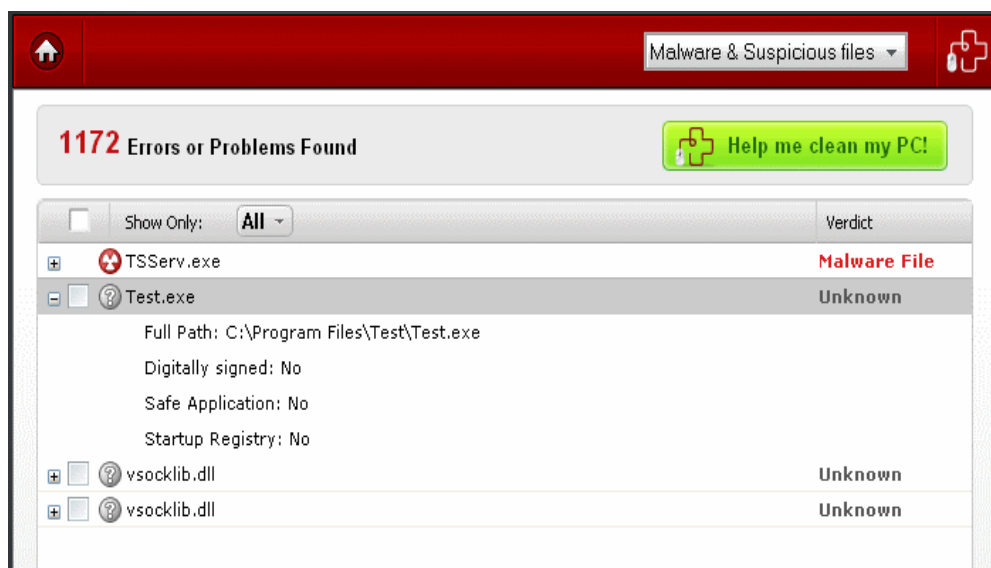 Malware & Suspicious files
1172 Errors or Problems Found
Help me clean my PC!
Show Only: All Verdict
TSServ.exe Malware File
Test.exe Unknown
Full Path: C:\Program Files\Test\Test.exe
Digitally signed: No
Safe Application: No
Startup Registry: No
vsocklib.dll Unknown
vsocklib.dll Unknown